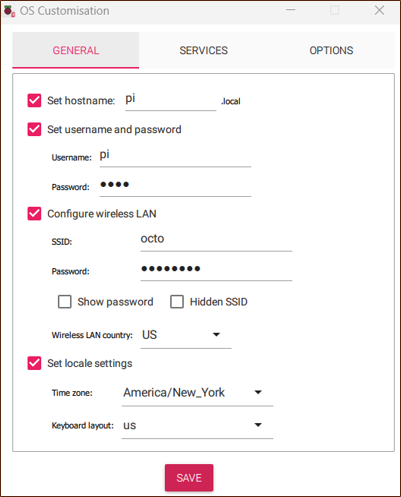 OS Customisation
GENERAL SERVICES OPTIONS
Set hostname: pi .local
Set username and password
Username: pi
Password: ●●●●
Configure wireless LAN
SSID: octo
Password: ●●●●●●●●
Show password Hidden SSID
Wireless LAN country: US
Set locale settings
Time zone: America/New_York
Keyboard layout: us
SAVE